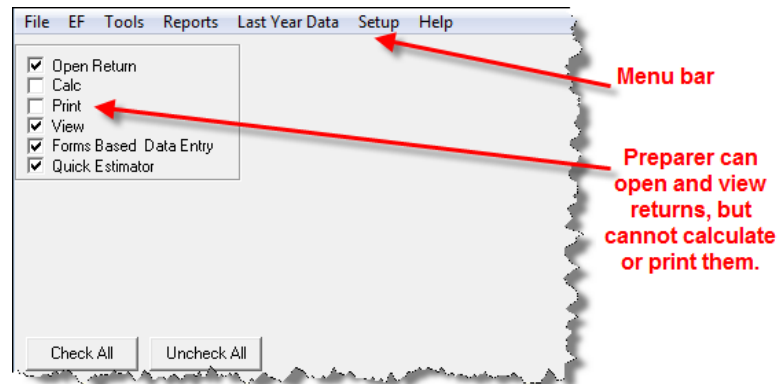 File EF Tools Reports Last Year Data Setup Help
Open Return
Calc
Print
View
Forms Based Data Entry
Quick Estimator
Check All Uncheck All
Menu bar
Preparer can
open and view
returns, but
cannot calculate
or print them.